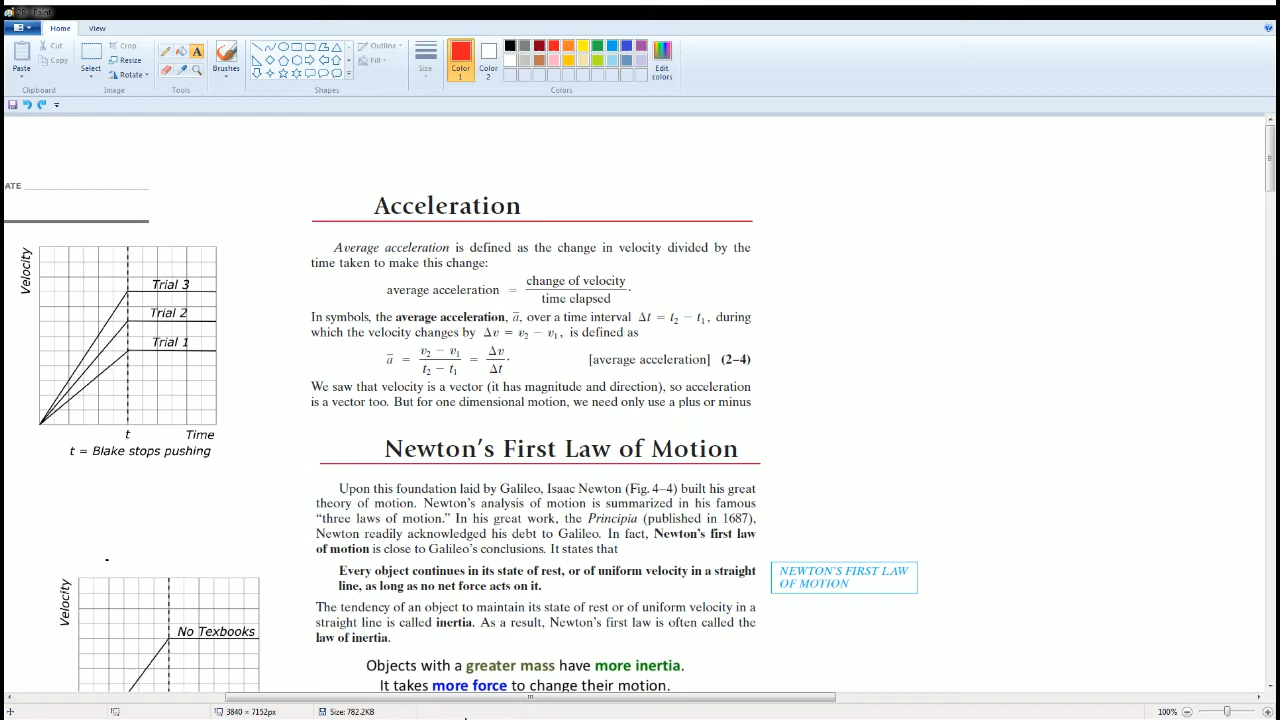 2B - Paint
Home
View
Paste
Cut
Copy
Clipboard
Select
Crop
Resize
Rotate
Image
Tools
Brushes
Shapes
Outline
Fill
Size
Color
1
Color
2
Edit
colors
Colors
ATE
Velocity
Trial 3
Trial 2
Trial 1
t
Time
t = Blake stops pushing
Velocity
No Texbooks
Acceleration
Average acceleration is defined as the change in velocity divided by the
time taken to make this change:
average acceleration = change of velocity
time elapsed.
In symbols, the average acceleration, a̅, over a time interval Δt = t₂ − t₁, during
which the velocity changes by Δv = v₂ − v₁, is defined as
a̅ = v₂ − v₁ = Δv. [average acceleration] (2–4)
t₂ − t₁ Δt
We saw that velocity is a vector (it has magnitude and direction), so acceleration
is a vector too. But for one dimensional motion, we need only use a plus or minus
Newton's First Law of Motion
Upon this foundation laid by Galileo, Isaac Newton (Fig. 4–4) built his great
theory of motion. Newton's analysis of motion is summarized in his famous
“three laws of motion.” In his great work, the Principia (published in 1687),
Newton readily acknowledged his debt to Galileo. In fact, Newton's first law
of motion is close to Galileo's conclusions. It states that
Every object continues in its state of rest, or of uniform velocity in a straight
line, as long as no net force acts on it.
NEWTON'S FIRST LAW
OF MOTION
The tendency of an object to maintain its state of rest or of uniform velocity in a
straight line is called inertia. As a result, Newton's first law is often called the
law of inertia.
Objects with a greater mass have more inertia.
It takes more force to change their motion.
3840 × 7152px
Size: 782.2KB
100%